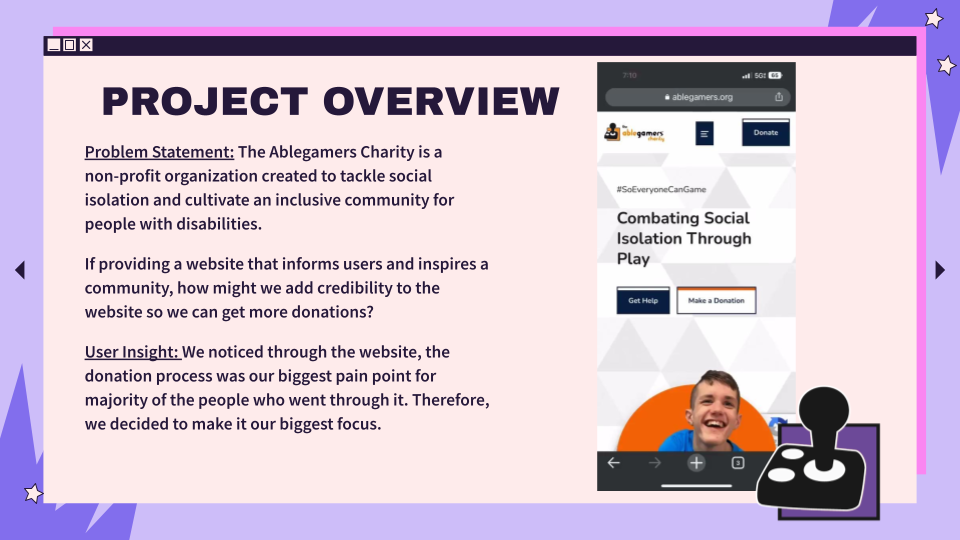 PROJECT OVERVIEW
Problem Statement: The Ablegamers Charity is a
non-profit organization created to tackle social
isolation and cultivate an inclusive community for
people with disabilities.
If providing a website that informs users and inspires a
community, how might we add credibility to the
website so we can get more donations?
User Insight: We noticed through the website, the
donation process was our biggest pain point for
majority of the people who went through it. Therefore,
we decided to make it our biggest focus.
7:10
5G
ablegamers.org
the
ablegamers
charity
Donate
#SoEveryoneCanGame
Combating Social
Isolation Through
Play
Get Help
Make a Donation
3